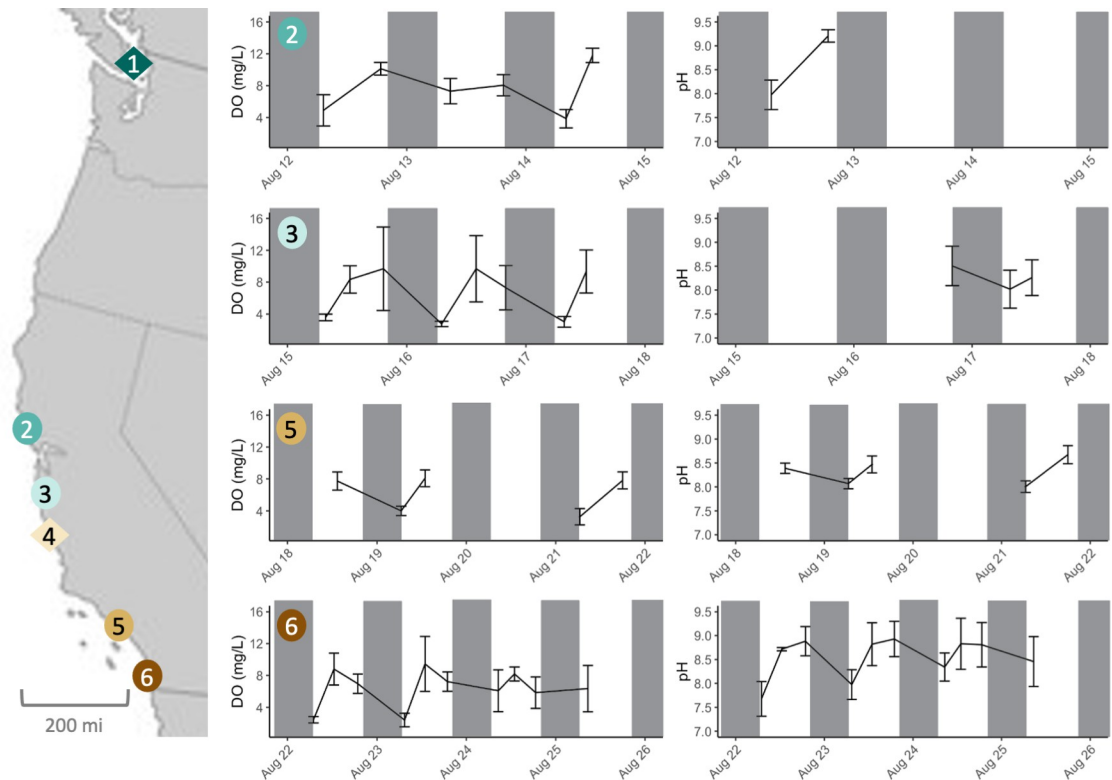 1
2
3
4
5
6
200 mi
2
DO (mg/L)
16
12
8
4
Aug 12
Aug 13
Aug 14
Aug 15
pH
9.5
9.0
8.5
8.0
7.5
7.0
Aug 12
Aug 13
Aug 14
Aug 15
3
DO (mg/L)
16
12
8
4
Aug 15
Aug 16
Aug 17
Aug 18
pH
9.5
9.0
8.5
8.0
7.5
7.0
Aug 15
Aug 16
Aug 17
Aug 18
5
DO (mg/L)
16
12
8
4
Aug 18
Aug 19
Aug 20
Aug 21
Aug 22
pH
9.5
9.0
8.5
8.0
7.5
7.0
Aug 18
Aug 19
Aug 20
Aug 21
Aug 22
6
DO (mg/L)
16
12
8
4
Aug 22
Aug 23
Aug 24
Aug 25
Aug 26
pH
9.5
9.0
8.5
8.0
7.5
7.0
Aug 22
Aug 23
Aug 24
Aug 25
Aug 26